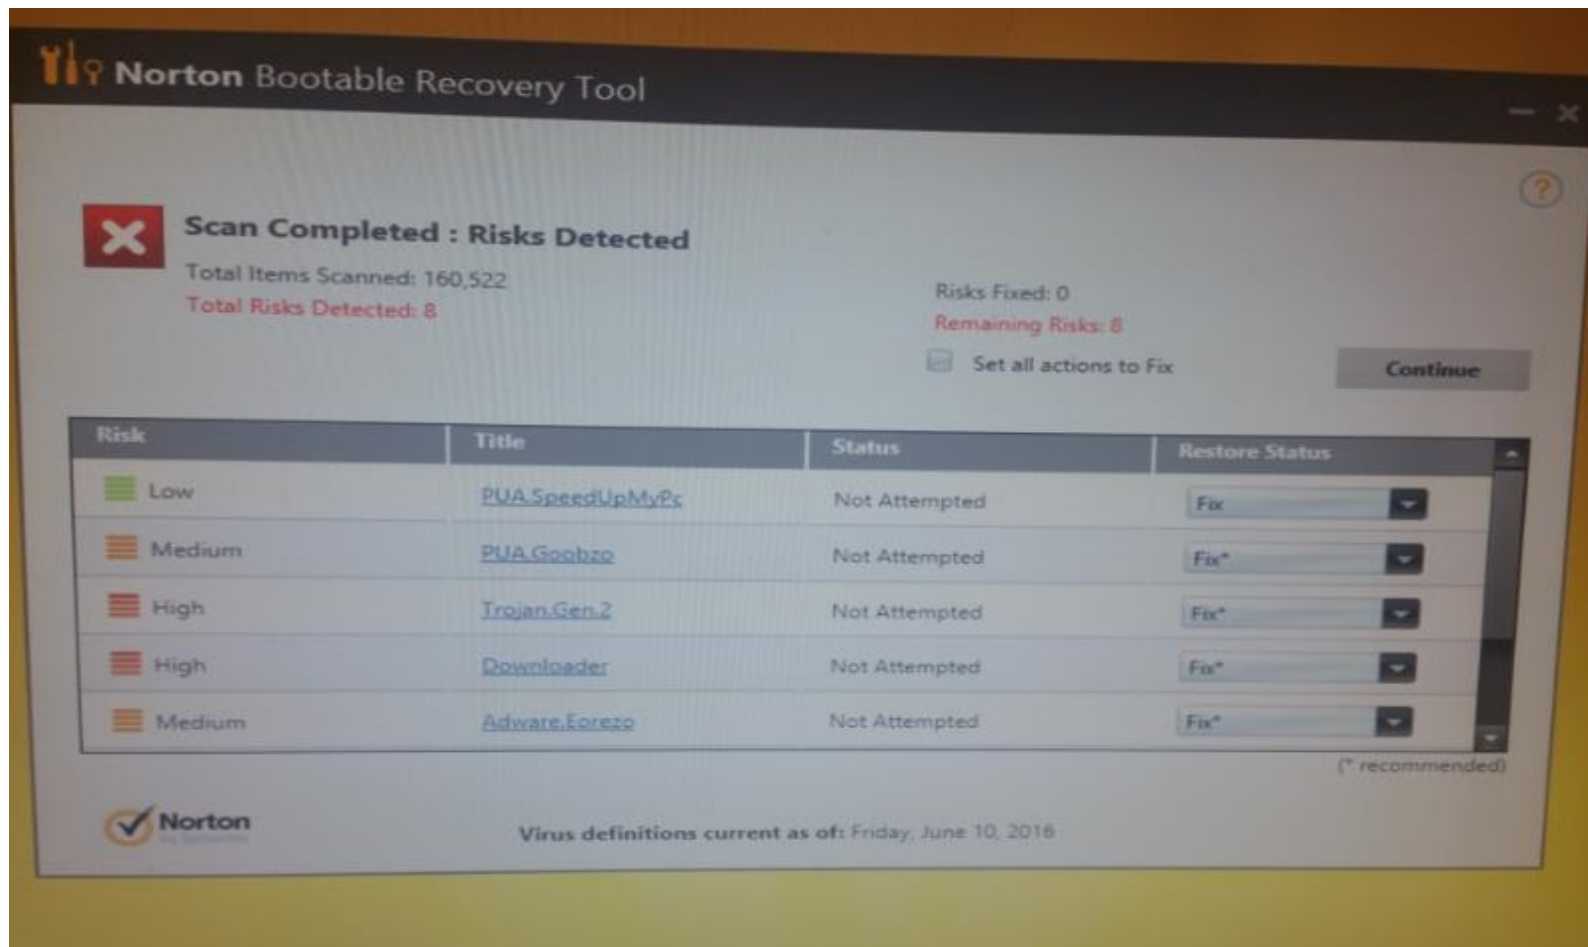 Norton Bootable Recovery Tool
Scan Completed : Risks Detected
Total Items Scanned: 160,522
Total Risks Detected: 8
Risks Fixed: 0
Remaining Risks: 8
Set all actions to Fix
Continue
Risk Title Status Restore Status
Low PUA.SpeedUpMyPc Not Attempted Fix
Medium PUA.Goobzo Not Attempted Fix*
High Trojan.Gen.2 Not Attempted Fix*
High Downloader Not Attempted Fix*
Medium Adware.Eorezo Not Attempted Fix*
(* recommended)
Norton
Virus definitions current as of: Friday, June 10, 2016